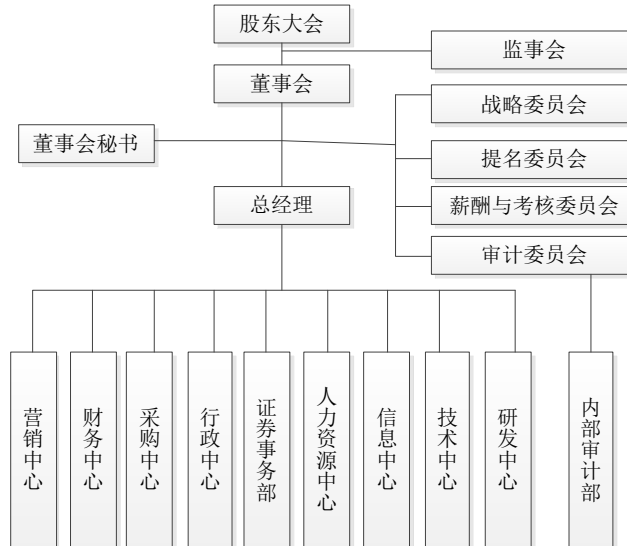 股东大会
监事会
董事会
战略委员会
董事会秘书
提名委员会
总经理
薪酬与考核委员会
审计委员会
营销中心
财务中心
采购中心
行政中心
证券事务部
人力资源中心
信息中心
技术中心
研发中心
内部审计部